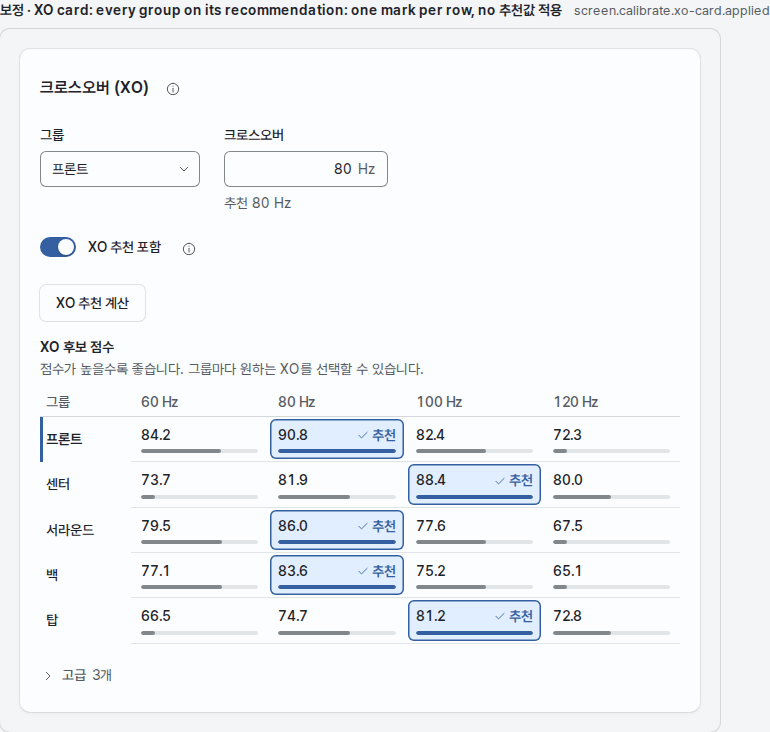 보정 · XO card: every group on its recommendation: one mark per row, no 추천값 적용 screen.calibrate.xo-card.applied
크로스오버 (XO)
그룹 크로스오버
프론트 80 Hz
추천 80 Hz
XO 추천 포함
XO 추천 계산
XO 후보 점수
점수가 높을수록 좋습니다. 그룹마다 원하는 XO를 선택할 수 있습니다.
그룹 60 Hz 80 Hz 100 Hz 120 Hz
프론트 84.2 90.8 추천 82.4 72.3
센터 73.7 81.9 88.4 추천 80.0
서라운드 79.5 86.0 추천 77.6 67.5
백 77.1 83.6 추천 75.2 65.1
탑 66.5 74.7 81.2 추천 72.8
고급 3개